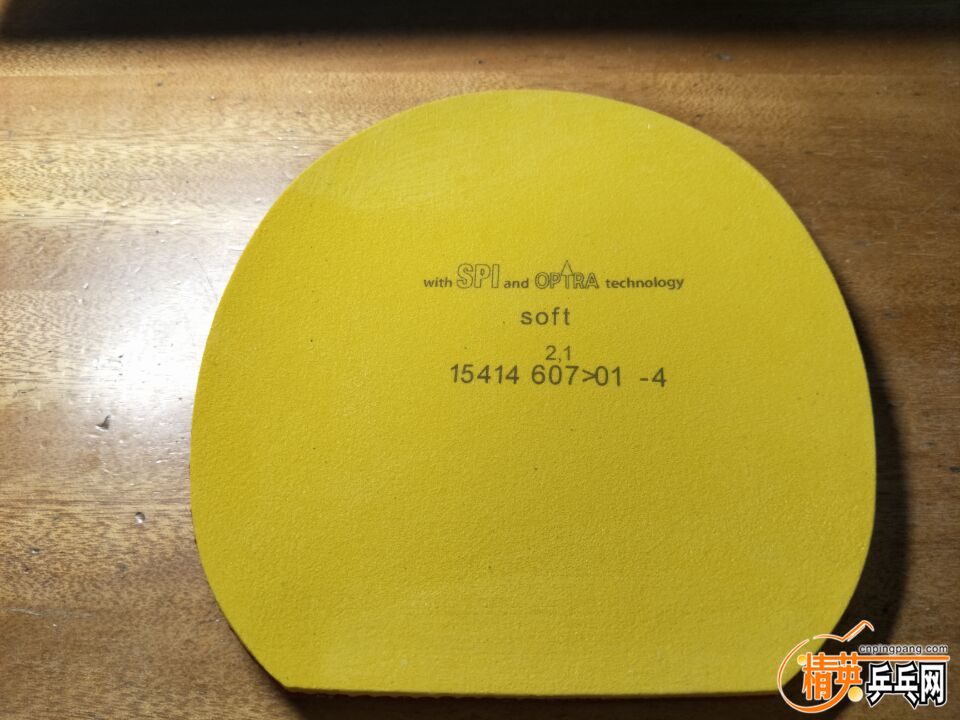 with SPI and OPTRA technology
soft
2,1
15414 607>01 -4
cnpingpang.com
精英乒乓网